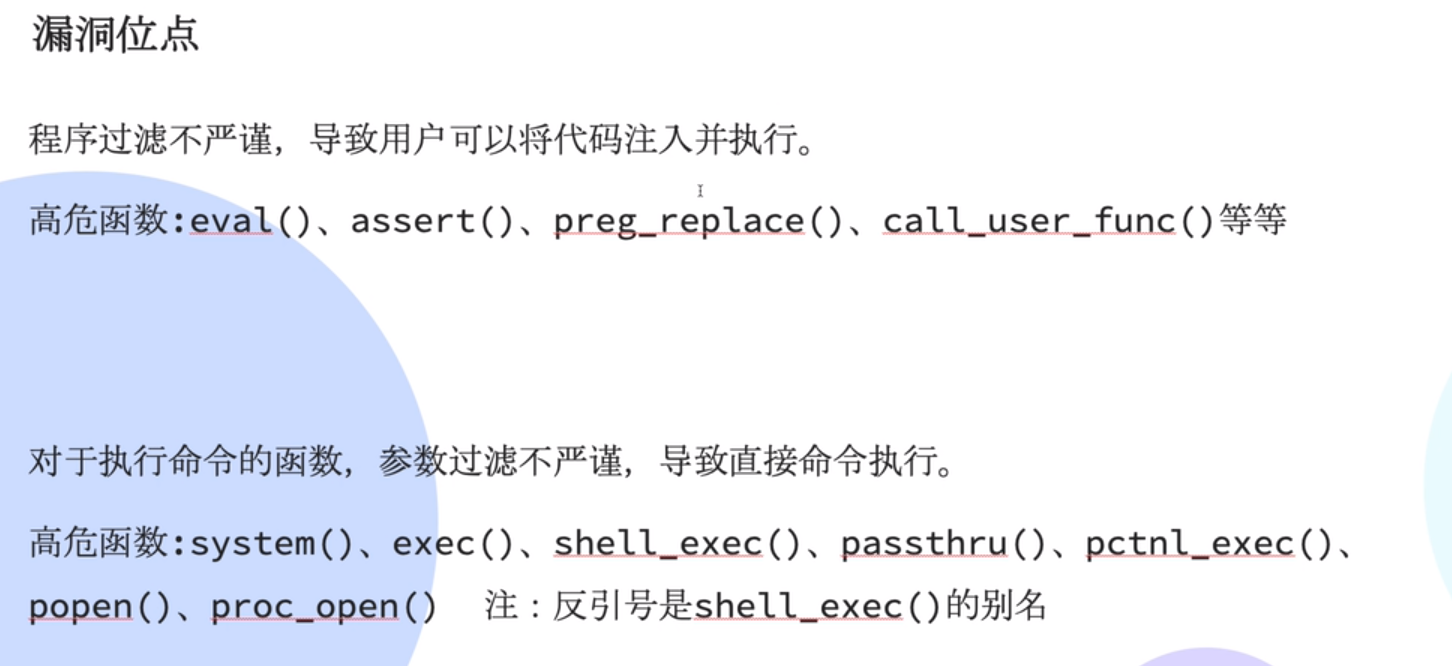 漏洞位点
程序过滤不严谨，导致用户可以将代码注入并执行。
高危函数:eval()、assert()、preg_replace()、call_user_func()等等
对于执行命令的函数，参数过滤不严谨，导致直接命令执行。
高危函数:system()、exec()、shell_exec()、passthru()、pctnl_exec()、
popen()、proc_open() 注：反引号是shell_exec()的别名